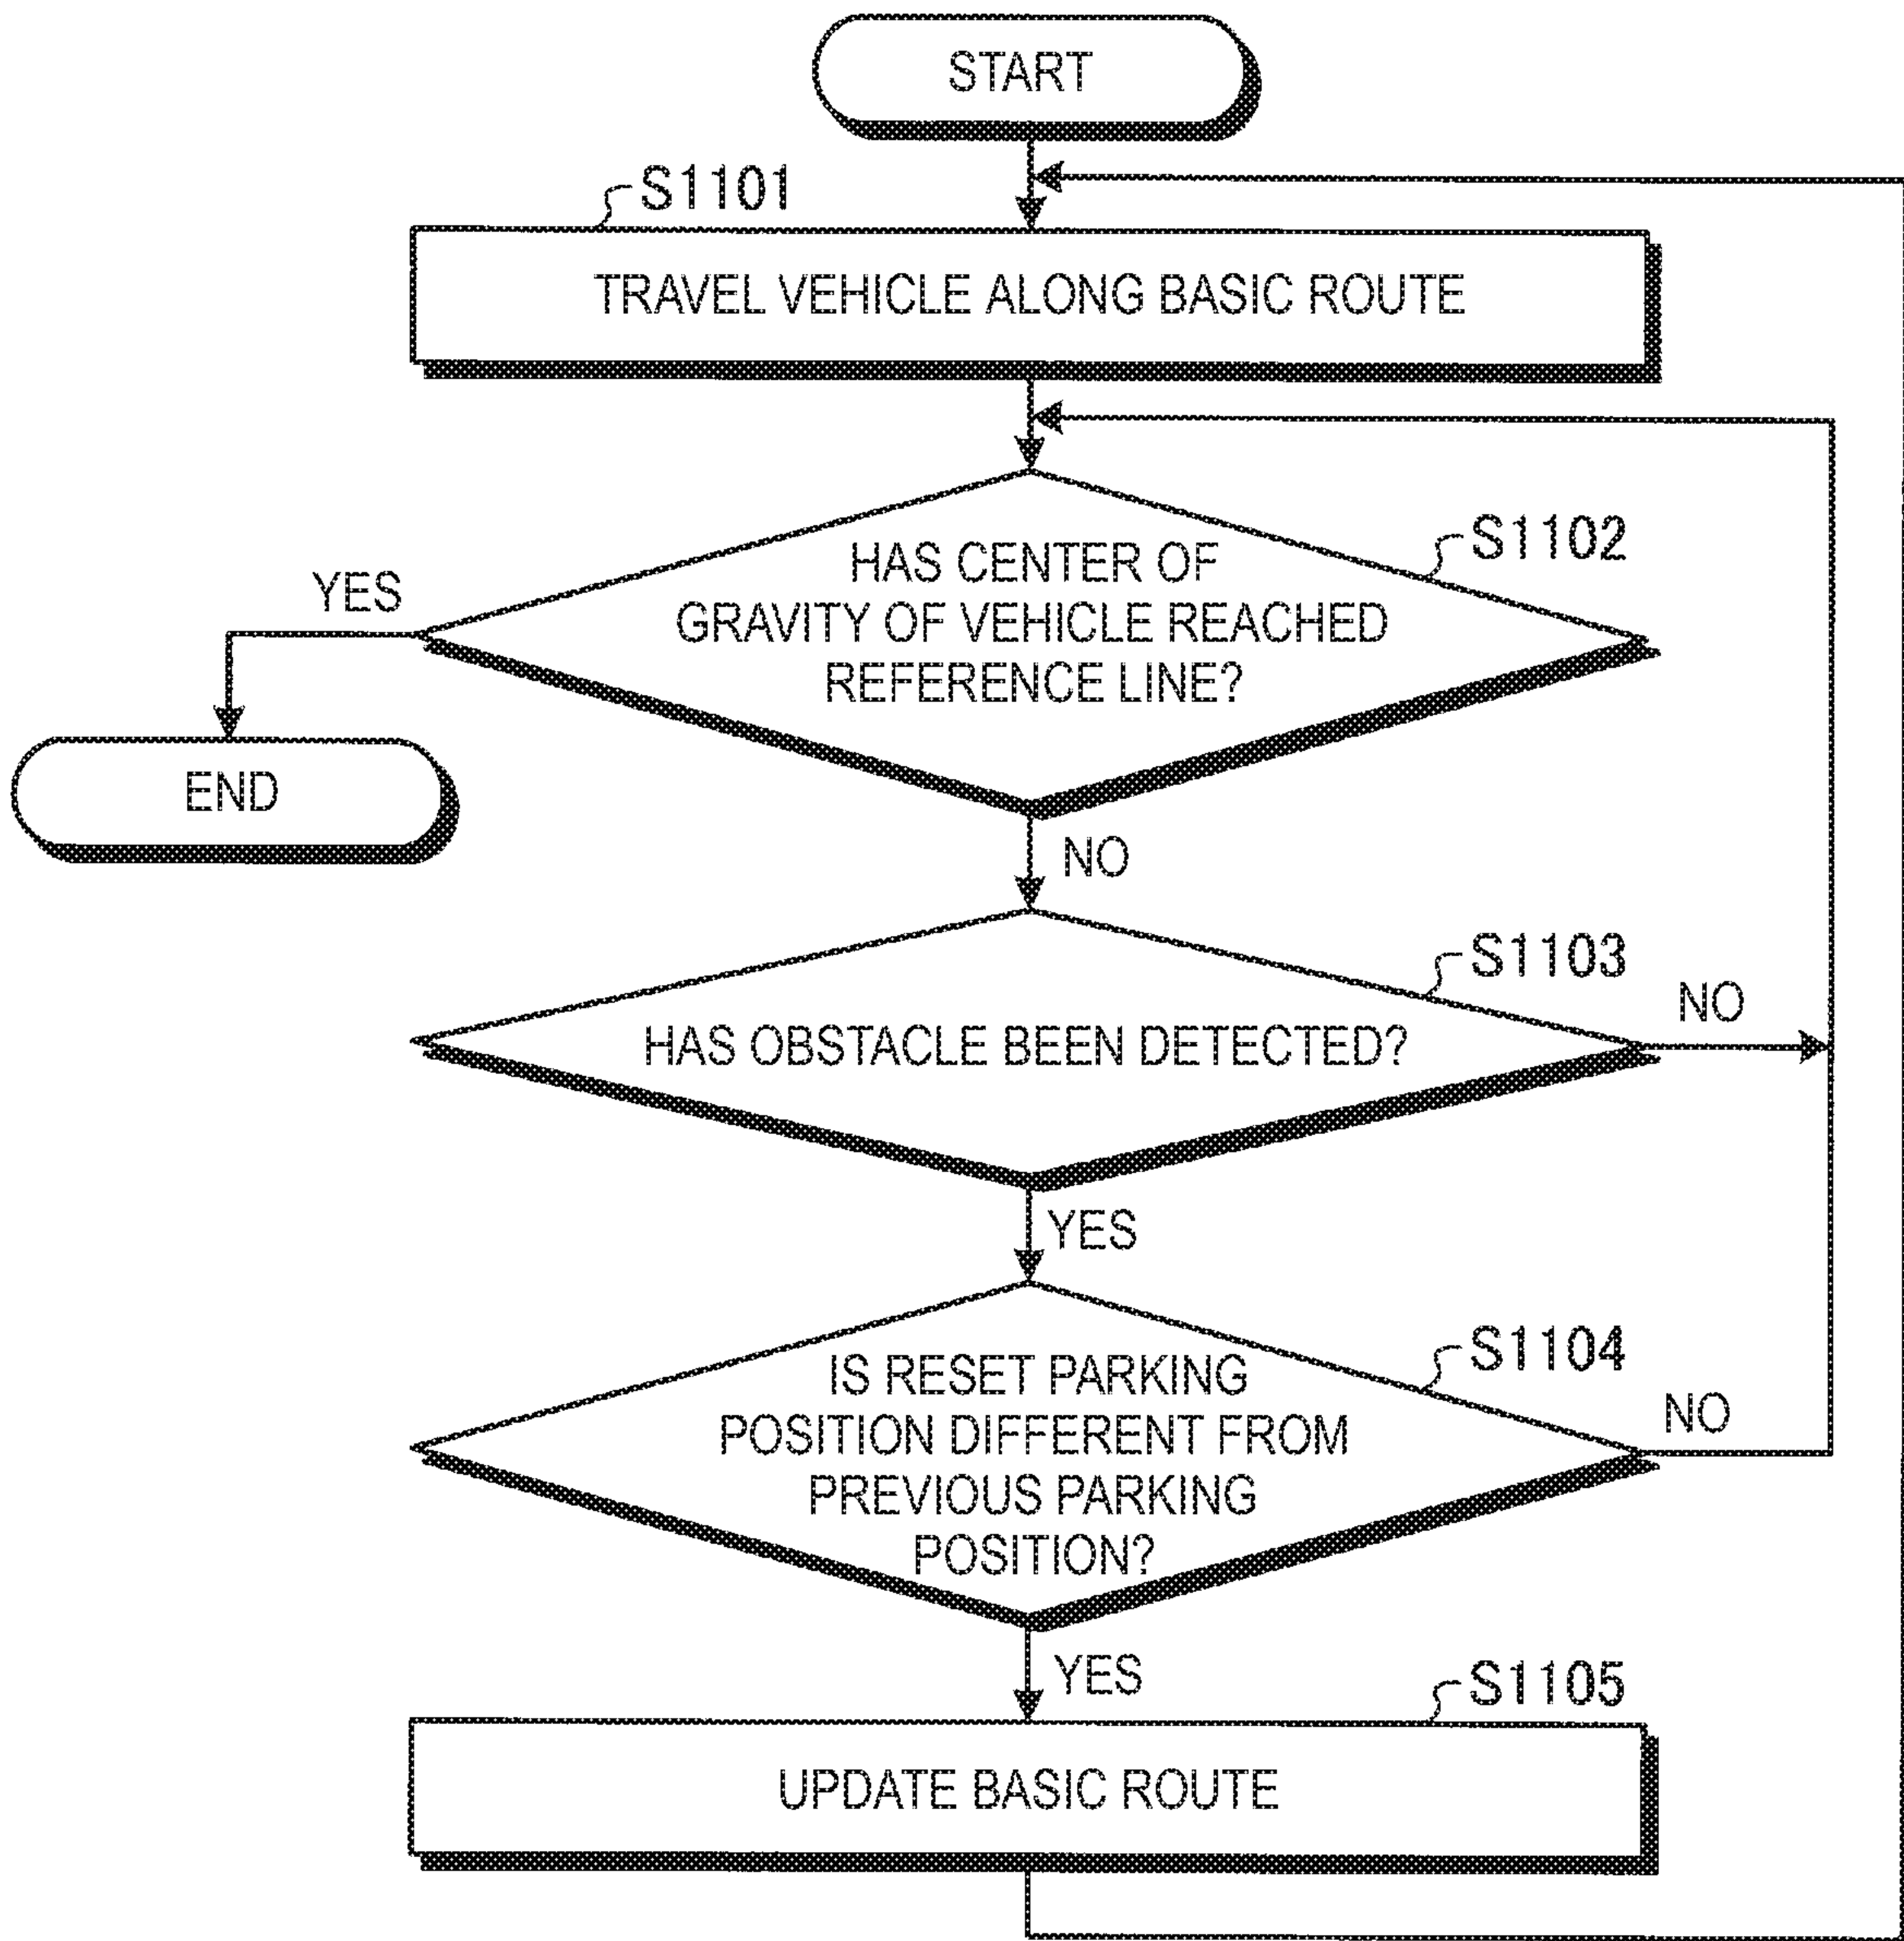 START
S1101
TRAVEL VEHICLE ALONG BASIC ROUTE
S1102
HAS CENTER OF
GRAVITY OF VEHICLE REACHED
REFERENCE LINE?
YES
END
NO
S1103
HAS OBSTACLE BEEN DETECTED?
NO
YES
S1104
IS RESET PARKING
POSITION DIFFERENT FROM
PREVIOUS PARKING
POSITION?
NO
YES
S1105
UPDATE BASIC ROUTE